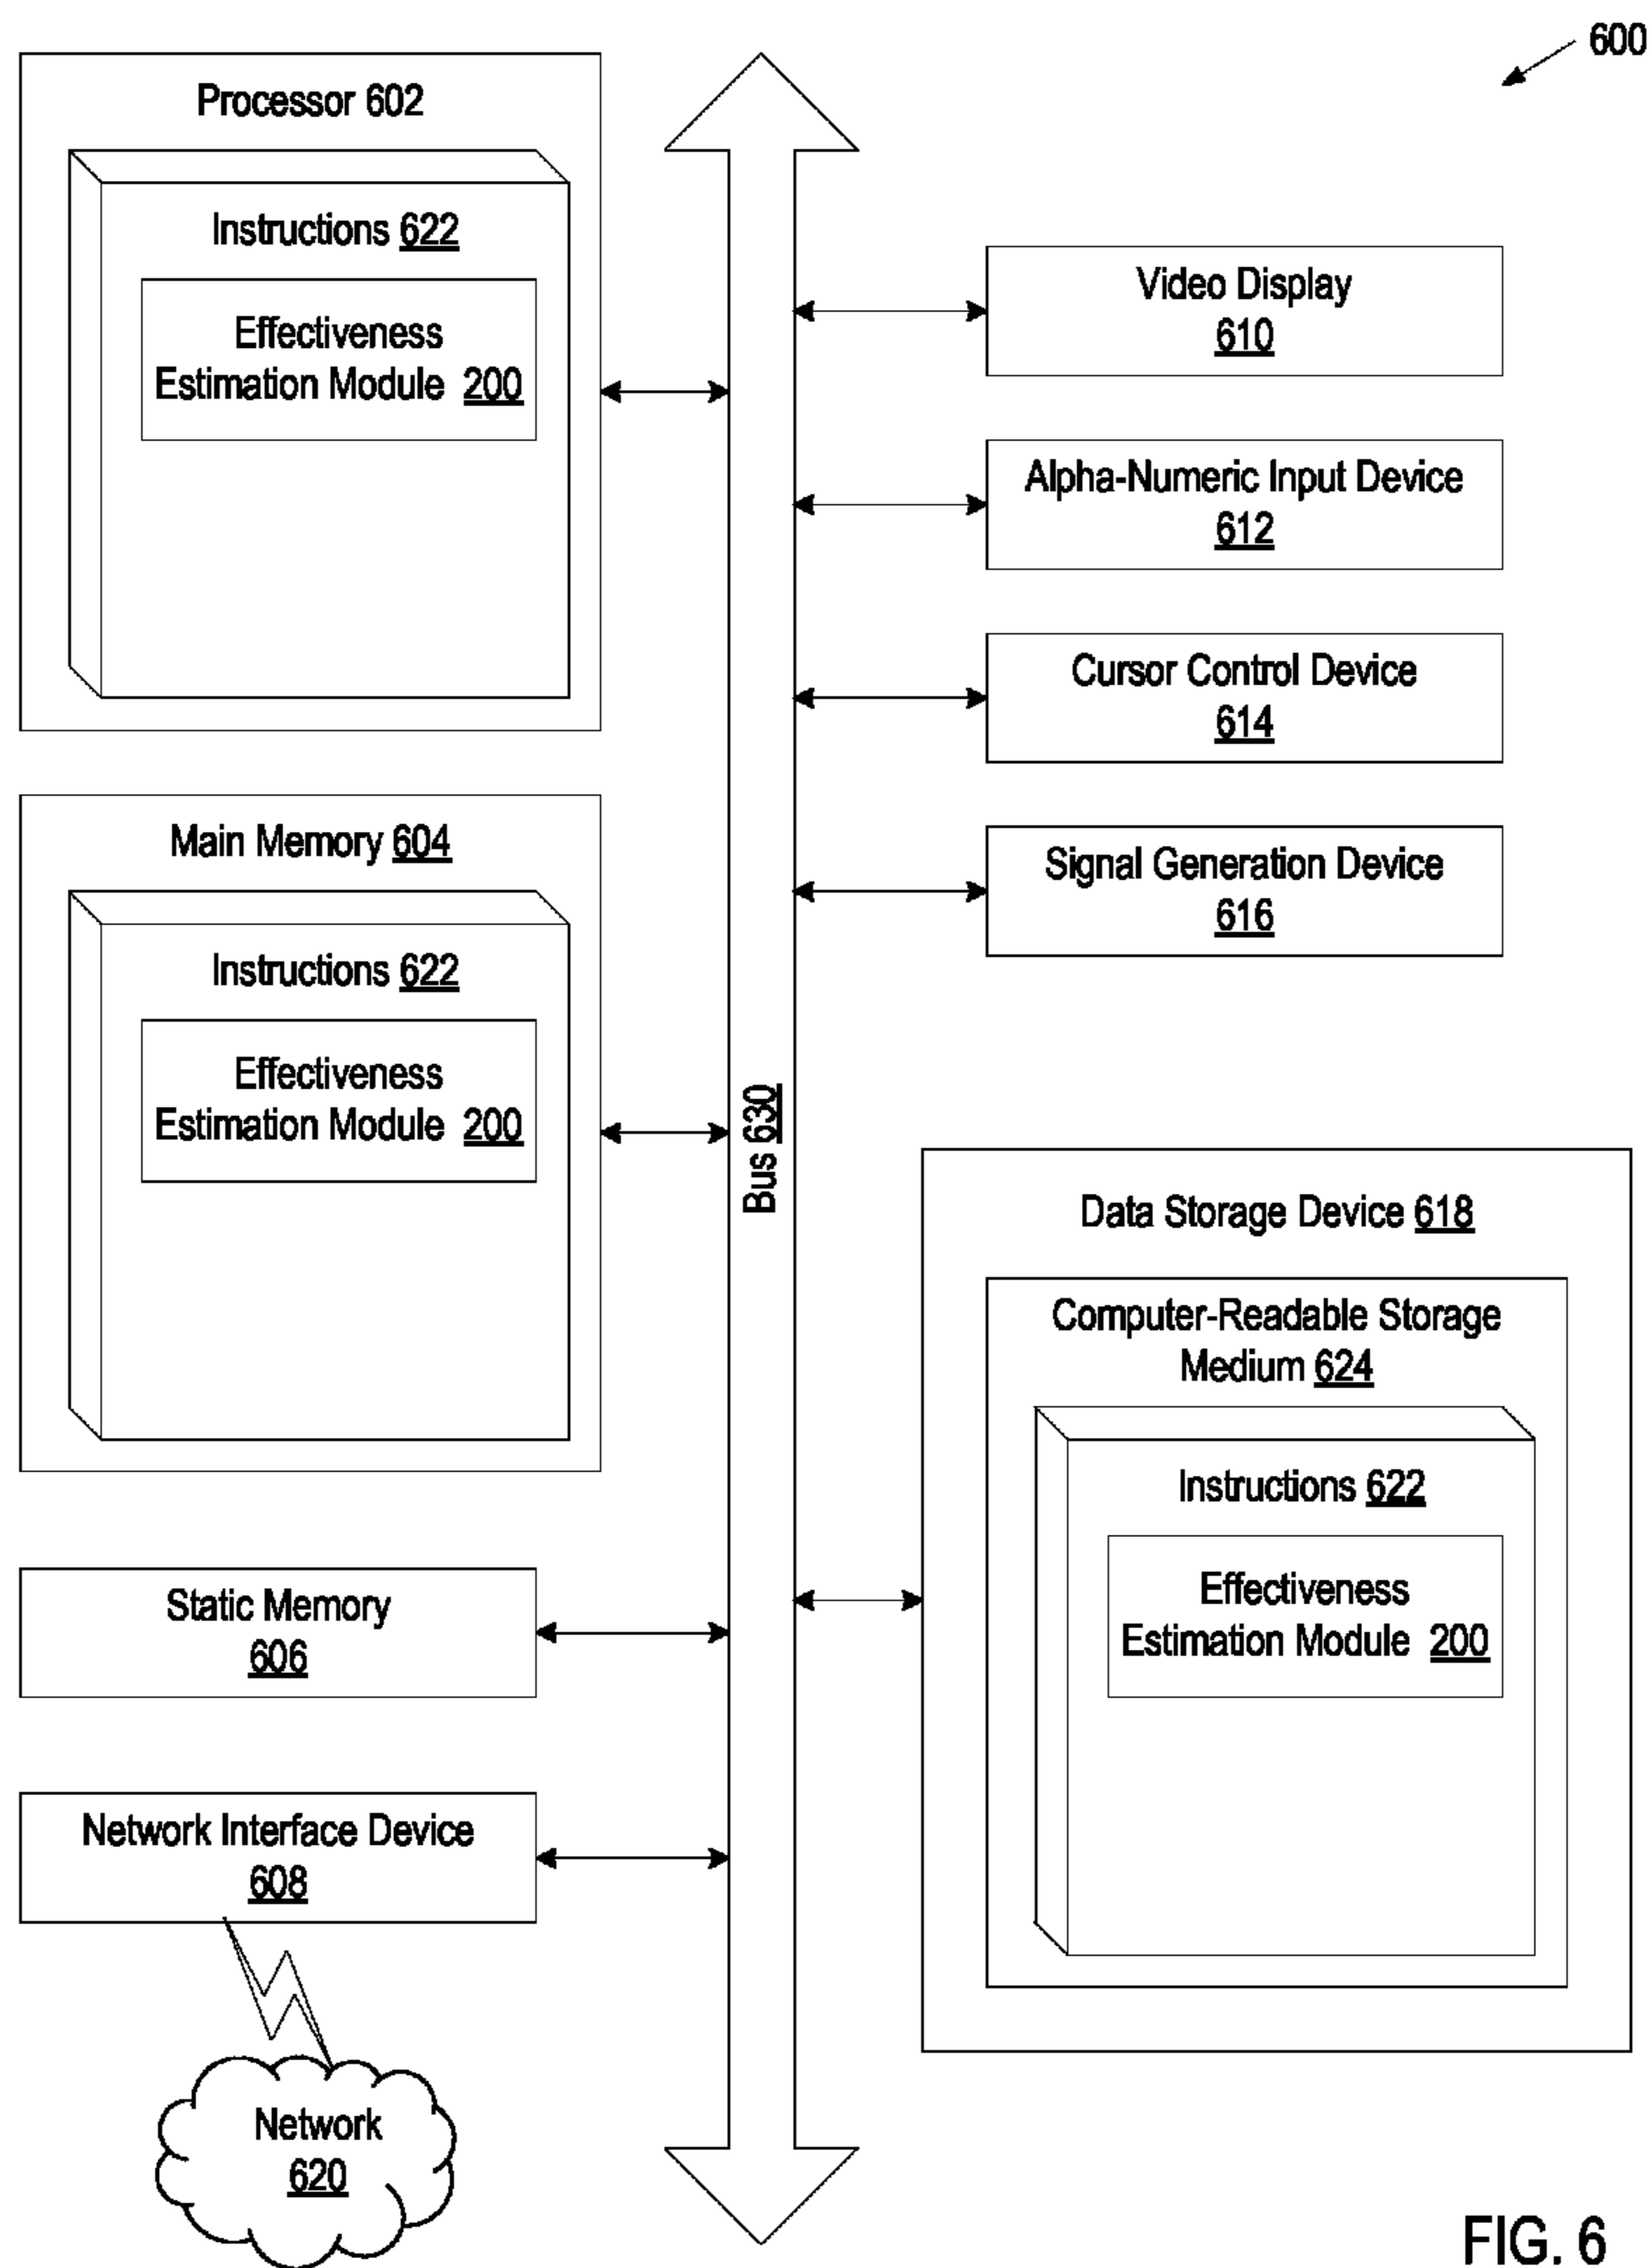 600
Processor 602
Instructions 622
Effectiveness
Estimation Module 200
Main Memory 604
Instructions 622
Effectiveness
Estimation Module 200
Static Memory
606
Network Interface Device
608
Network
620
Bus 630
Video Display
610
Alpha-Numeric Input Device
612
Cursor Control Device
614
Signal Generation Device
616
Data Storage Device 618
Computer-Readable Storage
Medium 624
Instructions 622
Effectiveness
Estimation Module 200
FIG. 6